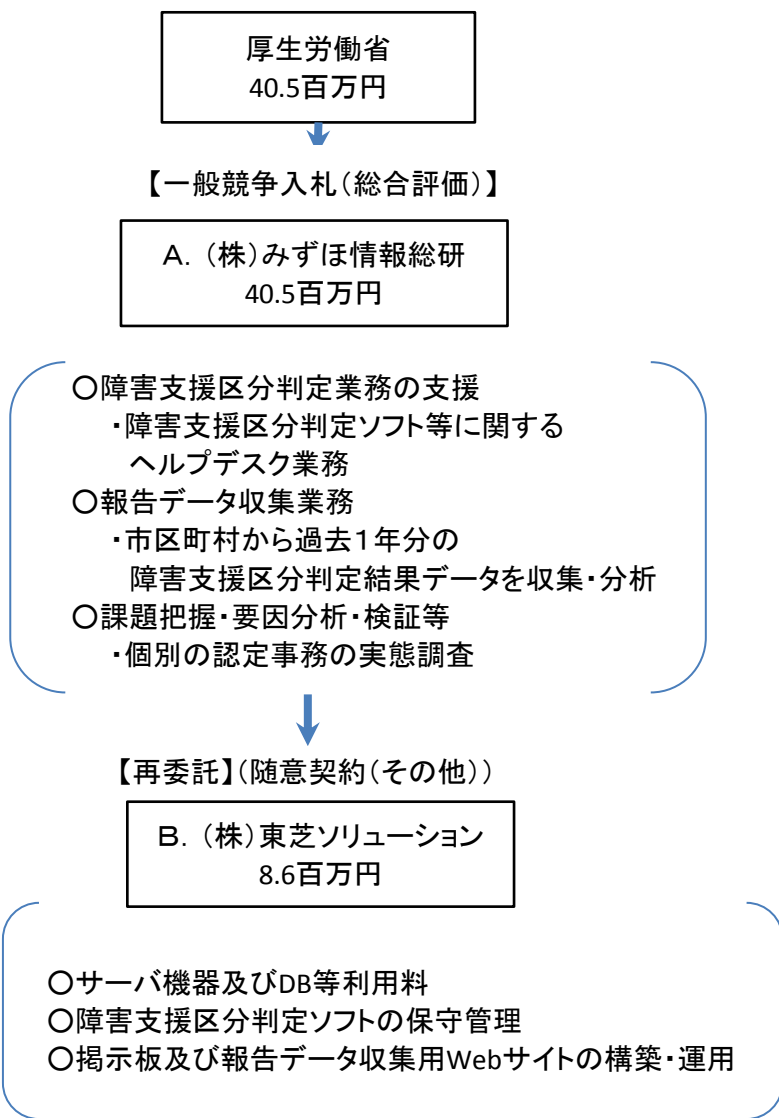 厚生労働省
40.5百万円
【一般競争入札（総合評価）】
Ａ．（株）みずほ情報総研
40.5百万円
〇障害支援区分判定業務の支援
・障害支援区分判定ソフト等に関する
ヘルプデスク業務
〇報告データ収集業務
・市区町村から過去１年分の
障害支援区分判定結果データを収集・分析
〇課題把握・要因分析・検証等
・個別の認定事務の実態調査
【再委託】（随意契約（その他））
Ｂ．（株）東芝ソリューション
8.6百万円
〇サーバ機器及びDB等利用料
〇障害支援区分判定ソフトの保守管理
〇掲示板及び報告データ収集用Webサイトの構築・運用